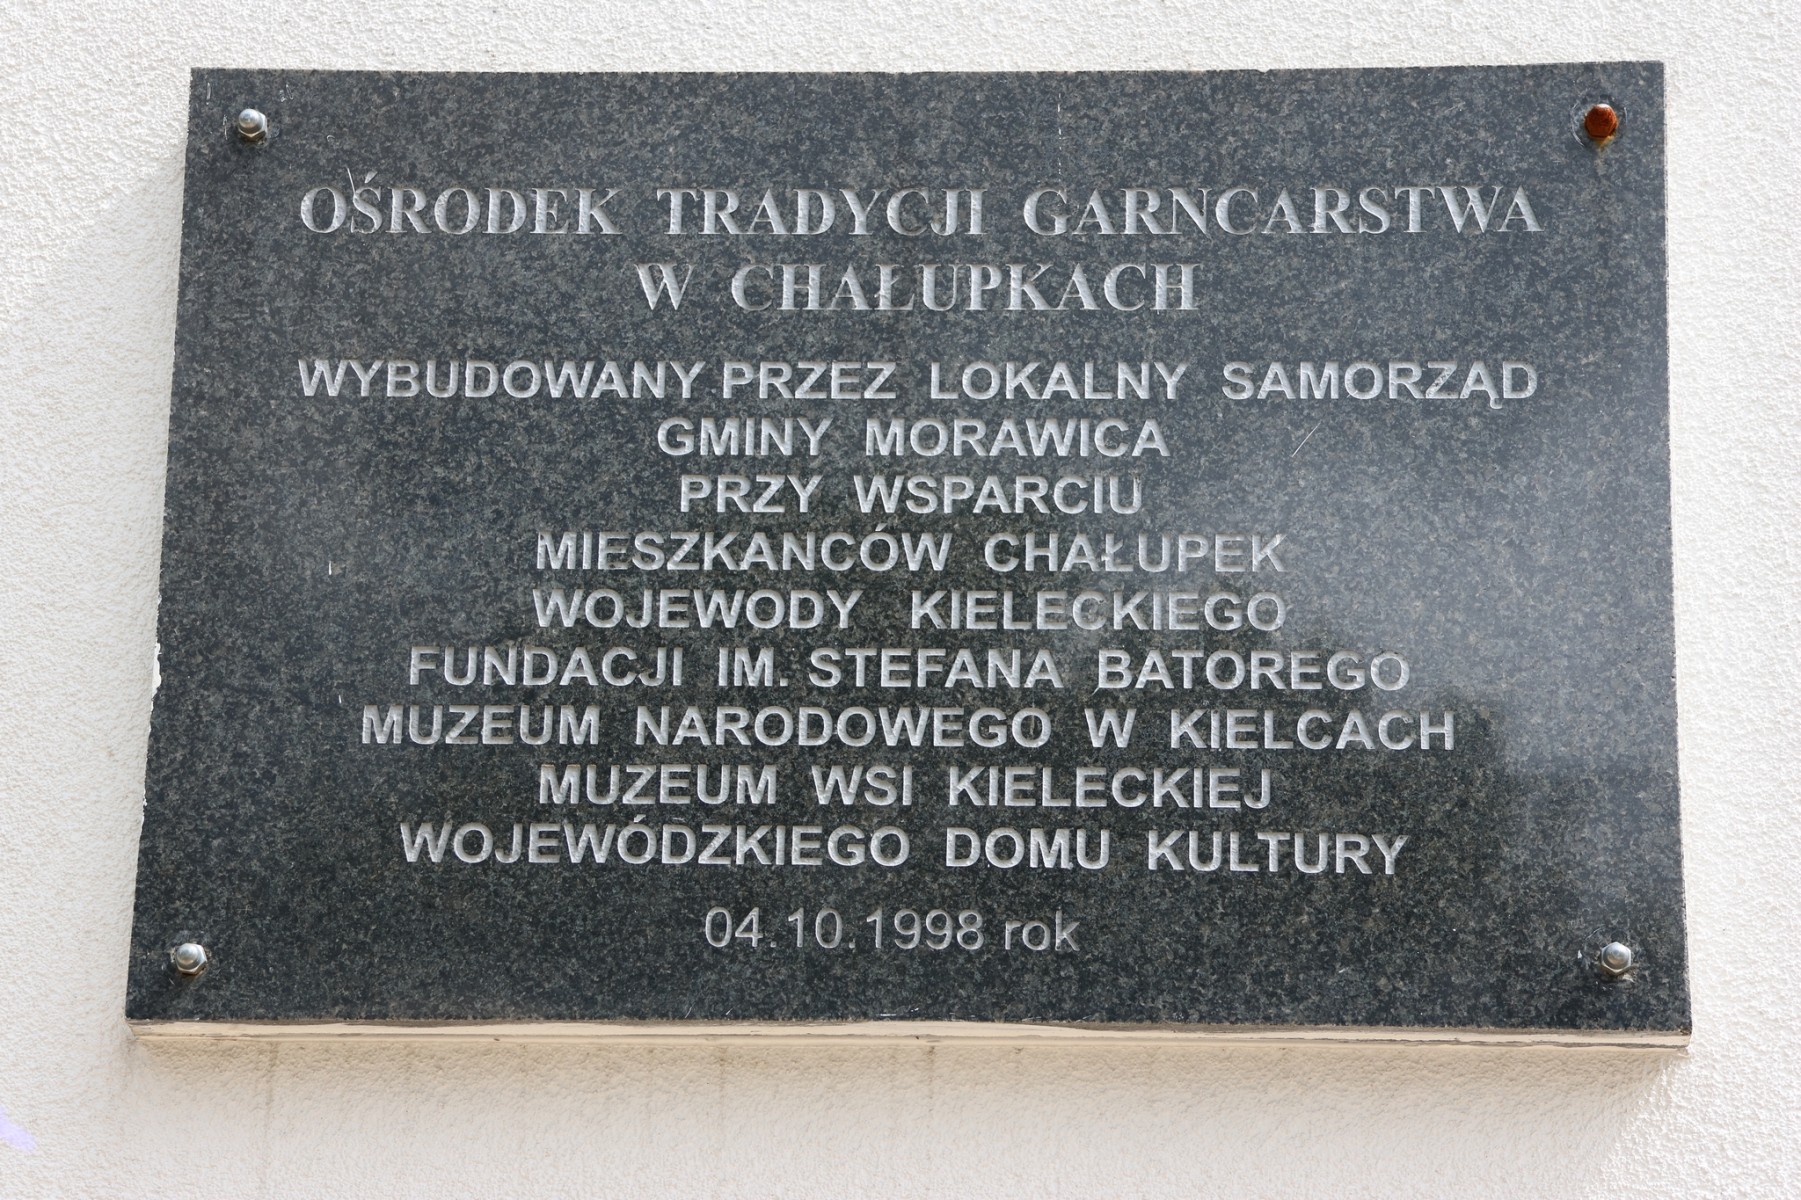 OŚRODEK TRADYCJI GARNCARSTWA
W CHAŁUPKACH
WYBUDOWANY PRZEZ LOKALNY SAMORZĄD
GMINY MORAWICA
PRZY WSPARCIU
MIESZKANCÓW CHAŁUPEK
WOJEWODY KIELECKIEGO
FUNDACJI IM. STEFANA BATOREGO
MUZEUM NARODOWEGO W KIELCACH
MUZEUM WSI KIELECKIEJ
WOJEWÓDZKIEGO DOMU KULTURY
04.10.1998 rok